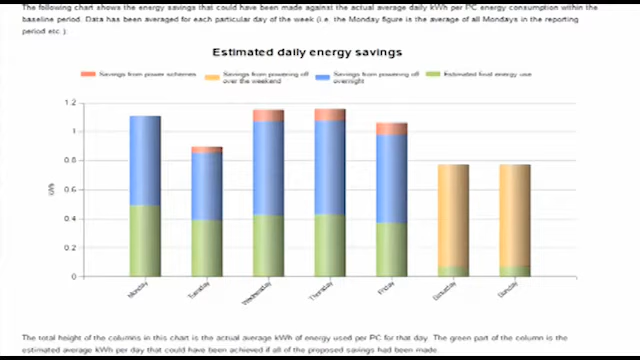 The following chart shows the energy savings that could have been made against the actual average daily kWh per PC energy consumption within the
baseline period. Data has been averaged for each particular day of the week (i.e. the Monday figure is the average of all Mondays in the reporting
period etc.)
Estimated daily energy savings
Savings from power schemes
Savings from powering off
over the weekend
Savings from powering off
overnight
Estimated final energy use
1.2
1
0.8
0.6
0.4
0.2
0
kWh
Monday
Tuesday
Wednesday
Thursday
Friday
Saturday
Sunday
The total height of the columns in this chart is the actual average kWh of energy used per PC for that day. The green part of the column is the
estimated average kWh per day that could have been achieved if all of the proposed savings had been made.